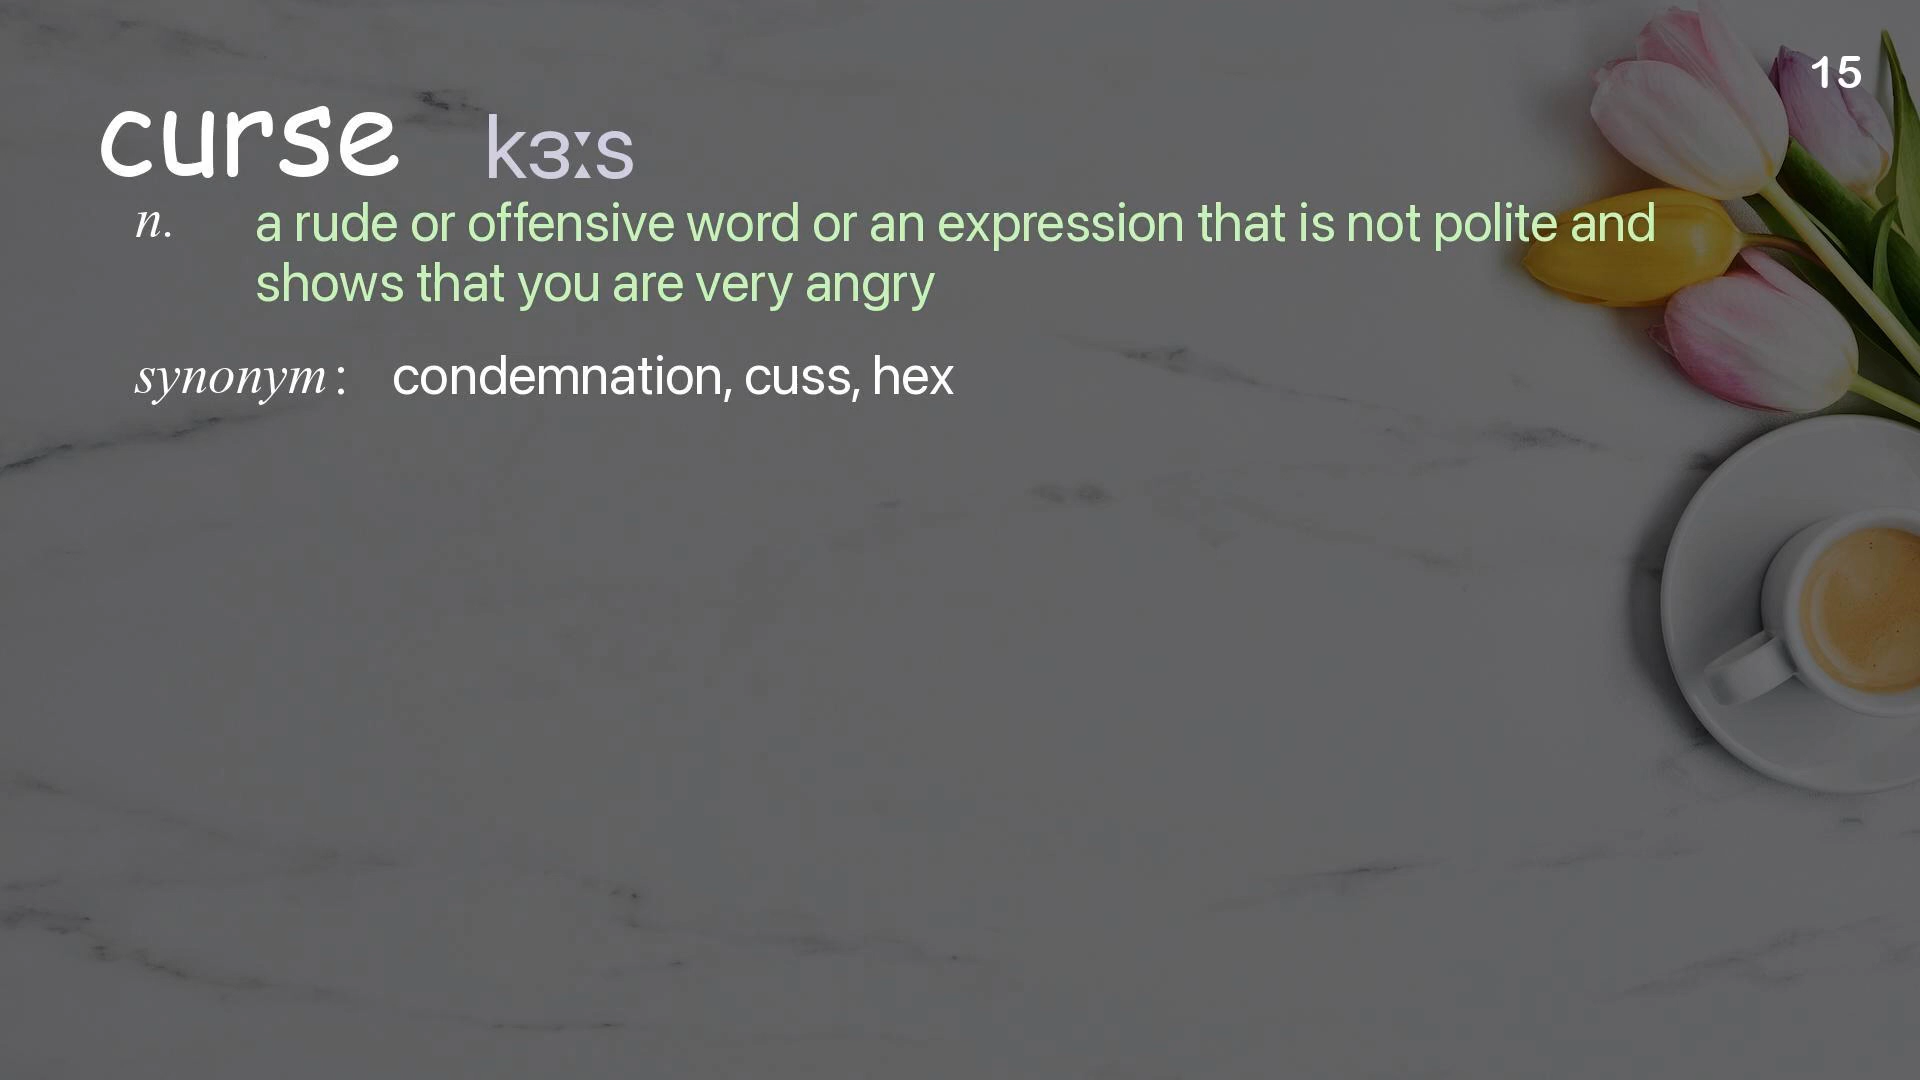 15
curse kɜːs
n. a rude or offensive word or an expression that is not polite and
shows that you are very angry
synonym: condemnation, cuss, hex